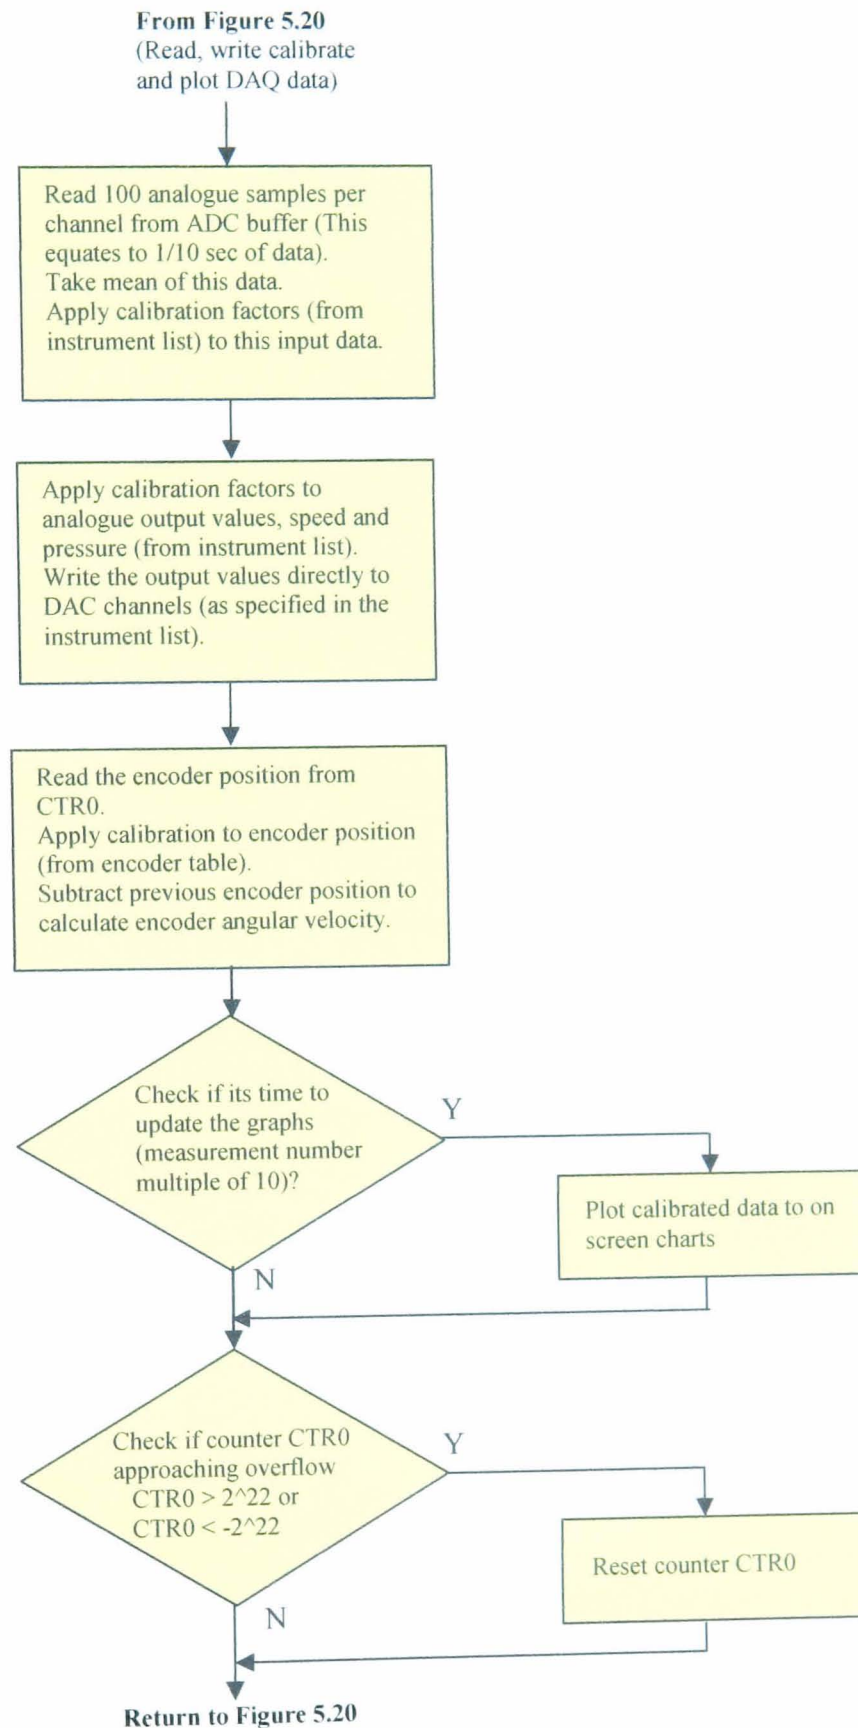 From Figure 5.20
(Read, write calibrate
and plot DAQ data)
Read 100 analogue samples per
channel from ADC buffer (This
equates to 1/10 sec of data).
Take mean of this data.
Apply calibration factors (from
instrument list) to this input data.
Apply calibration factors to
analogue output values, speed and
pressure (from instrument list).
Write the output values directly to
DAC channels (as specified in the
instrument list).
Read the encoder position from
CTR0.
Apply calibration to encoder position
(from encoder table).
Subtract previous encoder position to
calculate encoder angular velocity.
Check if its time to
update the graphs
(measurement number
multiple of 10)?
Y
Plot calibrated data to on
screen charts
N
Check if counter CTR0
approaching overflow
CTR0 > 2^22 or
CTR0 < -2^22
Y
Reset counter CTR0
N
Return to Figure 5.20